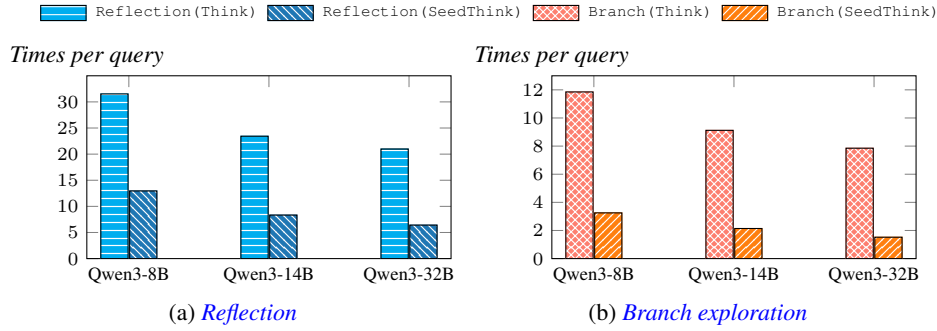 Reflection(Think) Reflection(SeedThink) Branch(Think) Branch(SeedThink)
Times per query
30
25
20
15
10
5
0
Qwen3-8B Qwen3-14B Qwen3-32B
(a) Reflection
Times per query
12
10
8
6
4
2
0
Qwen3-8B Qwen3-14B Qwen3-32B
(b) Branch exploration